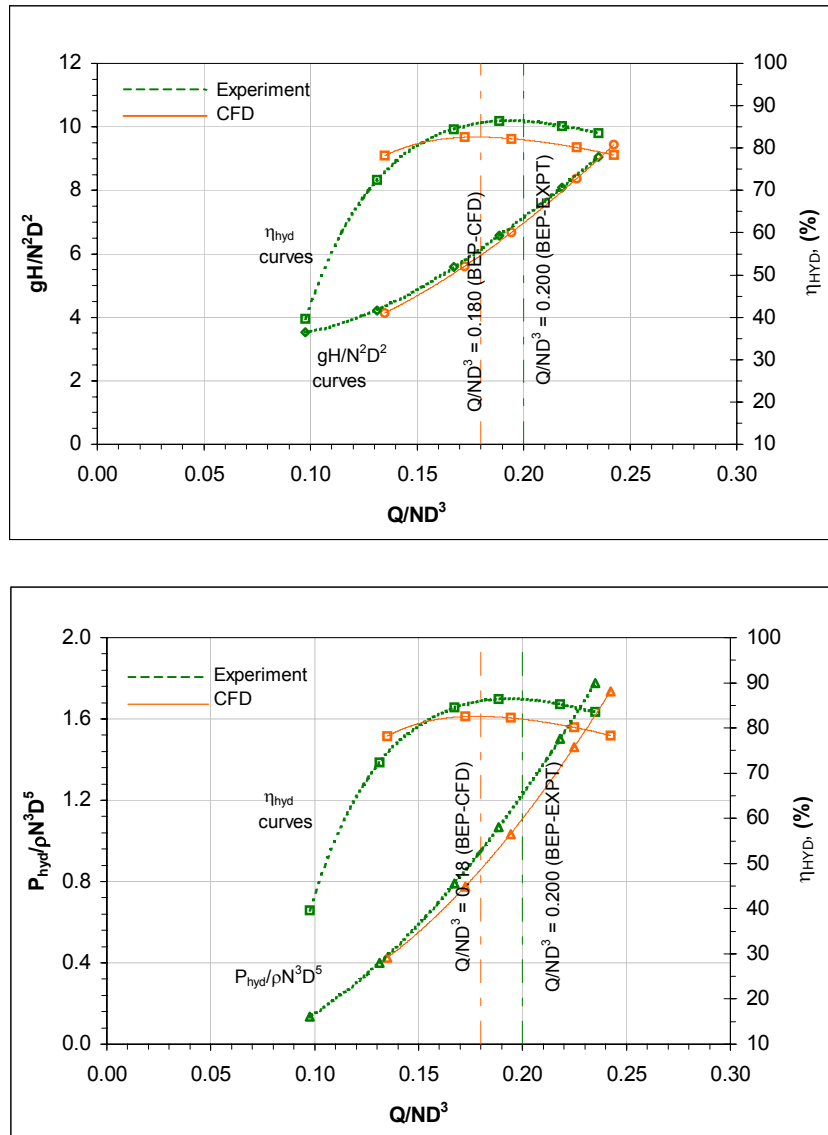 12
10
8
6
4
2
0
gH/N²D²
100
90
80
70
60
50
40
30
20
10
η_HYD, (%)
0.00
0.05
0.10
0.15
0.20
0.25
0.30
Q/ND³
Experiment
CFD
η_hyd
curves
gH/N²D²
curves
Q/ND³ = 0.180 (BEP-CFD)
Q/ND³ = 0.200 (BEP-EXPT)
2.0
1.6
1.2
0.8
0.4
0.0
P_hyd/ρN³D⁵
100
90
80
70
60
50
40
30
20
10
η_HYD, (%)
0.00
0.05
0.10
0.15
0.20
0.25
0.30
Q/ND³
Experiment
CFD
η_hyd
curves
P_hyd/ρN³D⁵
Q/ND³ = 0.18 (BEP-CFD)
Q/ND³ = 0.200 (BEP-EXPT)